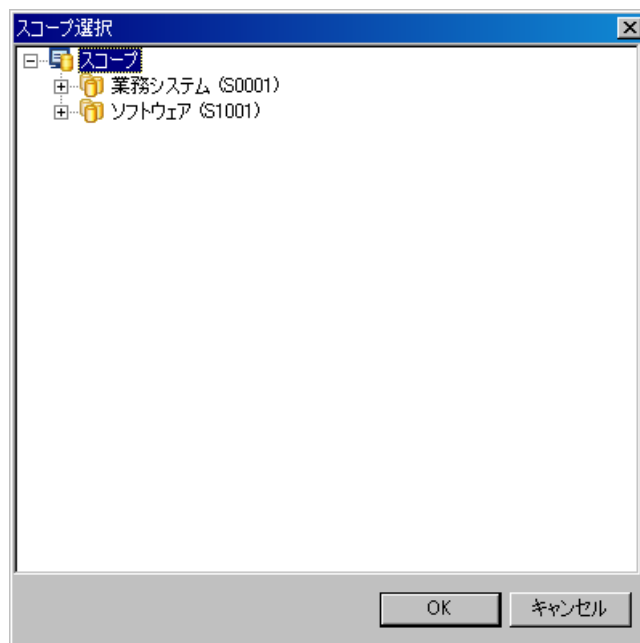 スコープ選択
スコープ
業務システム (S0001)
ソフトウェア (S1001)
OK
キャンセル